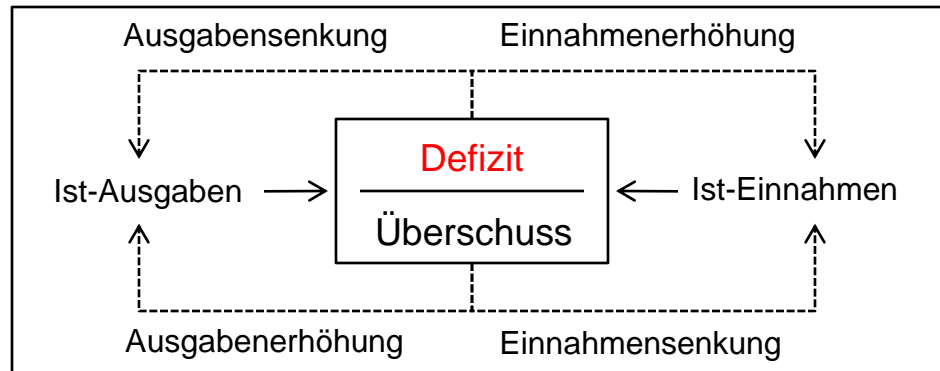 Ausgabensenkung Einnahmenerhöhung
Defizit
Ist-Ausgaben Ist-Einnahmen
Überschuss
Ausgabenerhöhung Einnahmensenkung